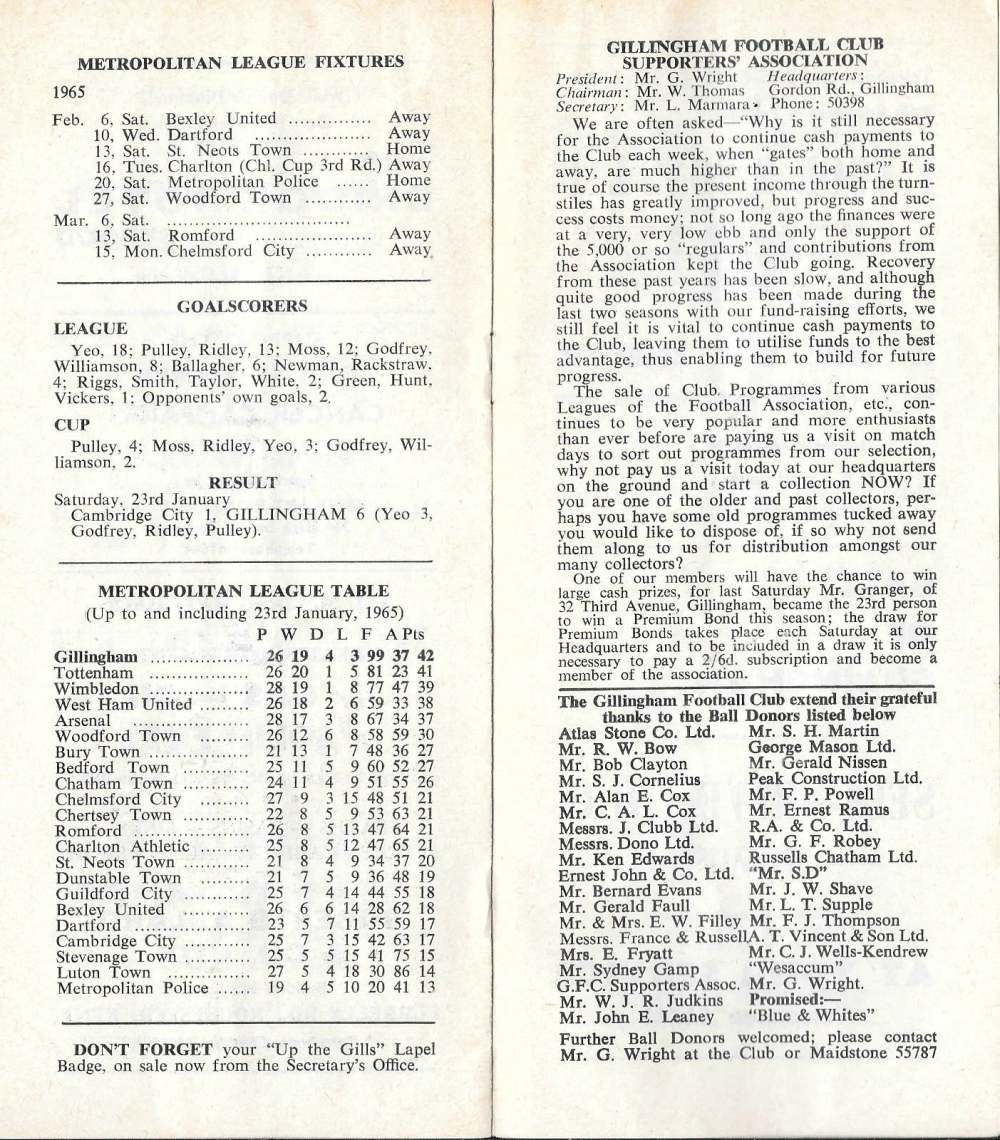 METROPOLITAN LEAGUE FIXTURES
1965
Feb. 6, Sat. Bexley United ............... Away
10, Wed. Dartford ..................... Away
13, Sat. St. Neots Town ............ Home
16, Tues. Charlton (Chl. Cup 3rd Rd.) Away
20, Sat. Metropolitan Police ...... Home
27, Sat. Woodford Town ............ Away
Mar. 6, Sat. .................................
13, Sat. Romford ..................... Away
15, Mon. Chelmsford City ............ Away.
GOALSCORERS
LEAGUE
Yeo, 18; Pulley, Ridley, 13; Moss, 12; Godfrey,
Williamson, 8; Ballagher, 6; Newman, Rackstraw,
4; Riggs, Smith, Taylor, White, 2; Green, Hunt,
Vickers, 1; Opponents' own goals, 2.
CUP
Pulley, 4; Moss, Ridley, Yeo, 3; Godfrey, Wil-
liamson, 2.
RESULT
Saturday, 23rd January
Cambridge City 1, GILLINGHAM 6 (Yeo 3,
Godfrey, Ridley, Pulley).
METROPOLITAN LEAGUE TABLE
(Up to and including 23rd January, 1965)
P W D L F A Pts
Gillingham .................. 26 19 4 3 99 37 42
Tottenham .................. 26 20 1 5 81 23 41
Wimbledon .................. 28 19 1 8 77 47 39
West Ham United ......... 26 18 2 6 59 33 38
Arsenal ..................... 28 17 3 8 67 34 37
Woodford Town ......... 26 12 6 8 58 59 30
Bury Town .................. 21 13 1 7 48 36 27
Bedford Town ............ 25 11 5 9 60 52 27
Chatham Town ............ 24 11 4 9 51 55 26
Chelmsford City ......... 27 9 3 15 48 51 21
Chertsey Town ............ 22 8 5 9 53 63 21
Romford ..................... 26 8 5 13 47 64 21
Charlton Athletic ......... 25 8 5 12 47 65 21
St. Neots Town ............ 21 8 4 9 34 37 20
Dunstable Town ......... 21 7 5 9 36 48 19
Guildford City ............ 25 7 4 14 44 55 18
Bexley United ............ 26 6 6 14 28 62 18
Dartford ..................... 23 5 7 11 55 59 17
Cambridge City ............ 25 7 3 15 42 63 17
Stevenage Town ............ 25 5 5 15 41 75 15
Luton Town ............... 27 5 4 18 30 86 14
Metropolitan Police ...... 19 4 5 10 20 41 13
DON'T FORGET your "Up the Gills" Lapel
Badge, on sale now from the Secretary's Office.
GILLINGHAM FOOTBALL CLUB
SUPPORTERS' ASSOCIATION
President: Mr. G. Wright Headquarters:
Chairman: Mr. W. Thomas Gordon Rd., Gillingham
Secretary: Mr. L. Marmara Phone: 50398
We are often asked—"Why is it still necessary
for the Association to continue cash payments to
the Club each week, when "gates" both home and
away, are much higher than in the past?" It is
true of course the present income through the turn-
stiles has greatly improved, but progress and suc-
cess costs money; not so long ago the finances were
at a very, very low ebb and only the support of
the 5,000 or so "regulars" and contributions from
the Association kept the Club going. Recovery
from these past years has been slow, and although
quite good progress has been made during the
last two seasons with our fund-raising efforts, we
still feel it is vital to continue cash payments to
the Club, leaving them to utilise funds to the best
advantage, thus enabling them to build for future
progress.
The sale of Club Programmes from various
Leagues of the Football Association, etc., con-
tinues to be very popular and more enthusiasts
than ever before are paying us a visit on match
days to sort out programmes from our selection,
why not pay us a visit today at our headquarters
on the ground and start a collection NOW? If
you are one of the older and past collectors, per-
haps you have some old programmes tucked away
you would like to dispose of, if so why not send
them along to us for distribution amongst our
many collectors?
One of our members will have the chance to win
large cash prizes, for last Saturday Mr. Granger, of
32 Third Avenue, Gillingham, became the 23rd person
to win a Premium Bond this season; the draw for
Premium Bonds takes place each Saturday at our
Headquarters and to be included in a draw it is only
necessary to pay a 2/6d. subscription and become a
member of the association.
The Gillingham Football Club extend their grateful
thanks to the Ball Donors listed below
Atlas Stone Co. Ltd. Mr. S. H. Martin
Mr. R. W. Bow George Mason Ltd.
Mr. Bob Clayton Mr. Gerald Nissen
Mr. S. J. Cornelius Peak Construction Ltd.
Mr. Alan E. Cox Mr. F. P. Powell
Mr. C. A. L. Cox Mr. Ernest Ramus
Messrs. J. Clubb Ltd. R.A. & Co. Ltd.
Messrs. Dono Ltd. Mr. G. F. Robey
Mr. Ken Edwards Russells Chatham Ltd.
Ernest John & Co. Ltd. "Mr. S.D"
Mr. Bernard Evans Mr. J. W. Shave
Mr. Gerald Faull Mr. L. T. Supple
Mr. & Mrs. E. W. Filley Mr. F. J. Thompson
Messrs. France & Russell A. T. Vincent & Son Ltd.
Mrs. E. Fryatt Mr. C. J. Wells-Kendrew
Mr. Sydney Gamp "Wesaccum"
G.F.C. Supporters Assoc. Mr. G. Wright.
Mr. W. J. R. Judkins Promised:—
Mr. John E. Leaney "Blue & Whites"
Further Ball Donors welcomed; please contact
Mr. G. Wright at the Club or Maidstone 55787